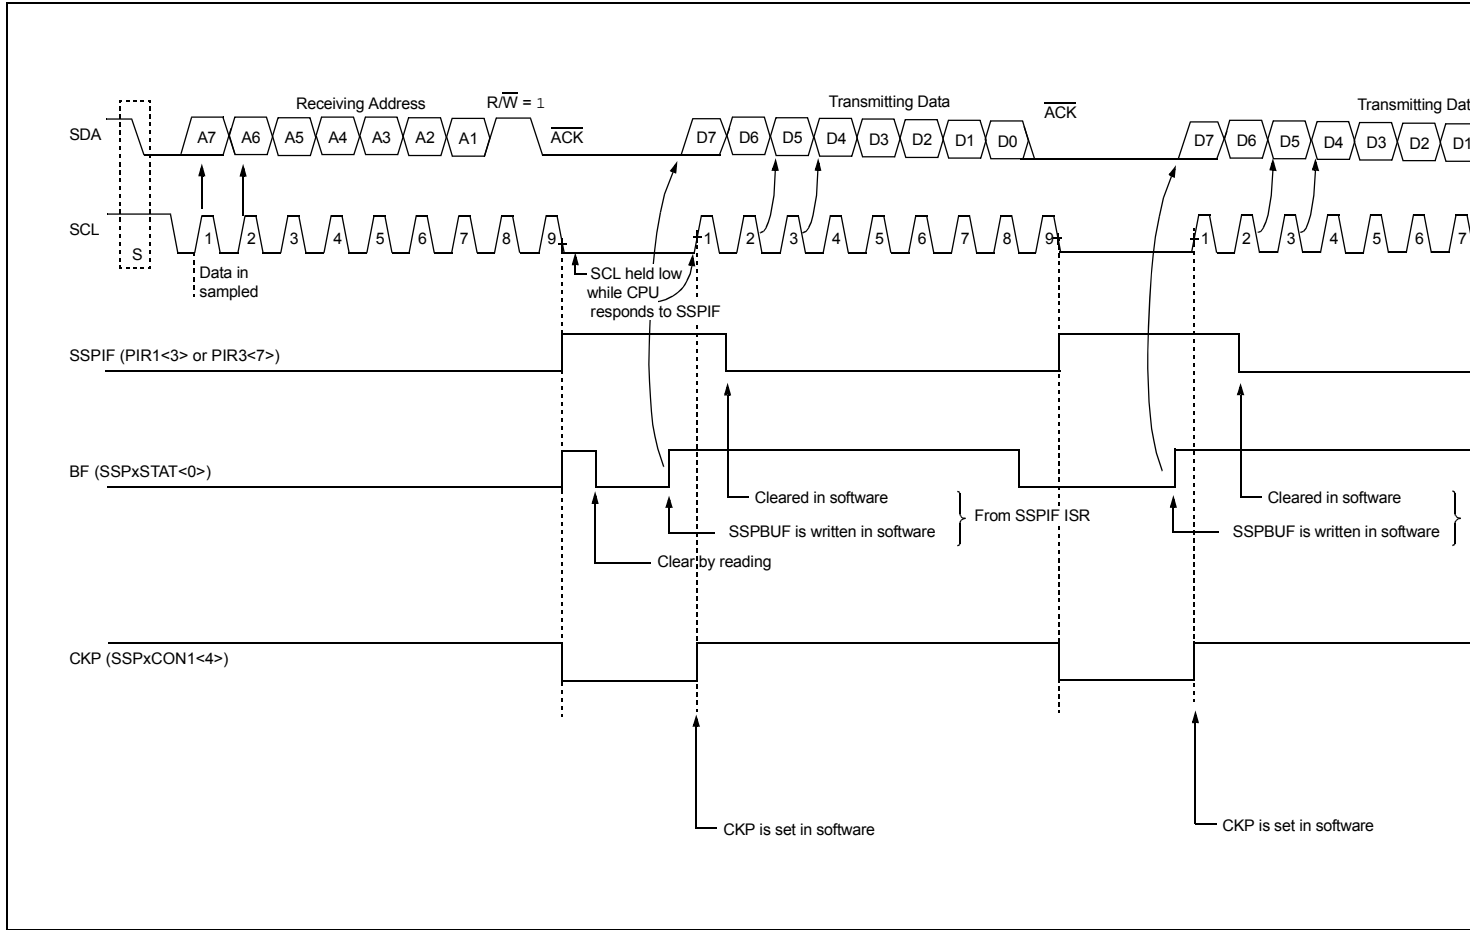 Receiving Address R/W = 1 Transmitting Data ACK Transmitting Dat
SDA A7 A6 A5 A4 A3 A2 A1 ACK D7 D6 D5 D4 D3 D2 D1 D0 D7 D6 D5 D4 D3 D2 D1
SCL 1 2 3 4 5 6 7 8 9 1 2 3 4 5 6 7 8 9 1 2 3 4 5 6 7
S
Data in
sampled
SCL held low
while CPU
responds to SSPIF
SSPIF (PIR1<3> or PIR3<7>)
BF (SSPxSTAT<0>)
Cleared in software
SSPBUF is written in software
From SSPIF ISR
Clear by reading
Cleared in software
SSPBUF is written in software
CKP (SSPxCON1<4>)
CKP is set in software
CKP is set in software